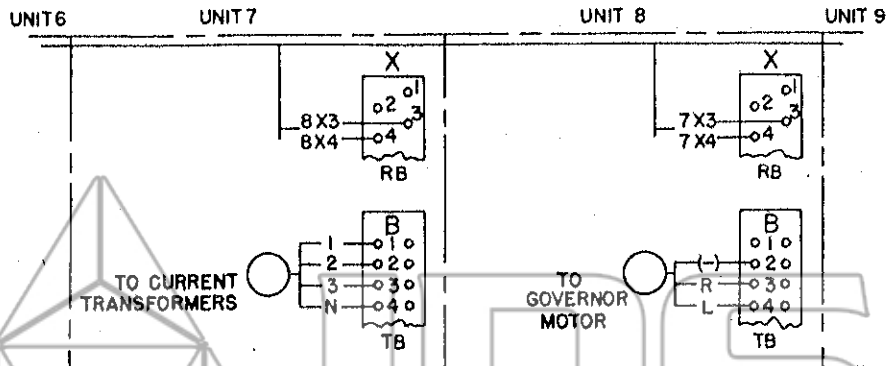 UNIT 6 UNIT 7 UNIT 8 UNIT 9
X
1
2
3
8X3
8X4
4
RB
X
1
2
3
7X3
7X4
4
RB
B
1 1
2 2
3 3
N 4
TO CURRENT
TRANSFORMERS
TB
B
1
(-) 2
R 3
L 4
TO
GOVERNOR
MOTOR
TB